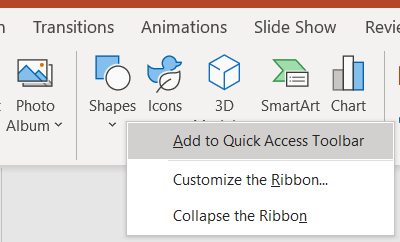 Transitions Animations Slide Show
Photo Shapes Icons 3D SmartArt Chart
Album
Add to Quick Access Toolbar
Customize the Ribbon...
Collapse the Ribbon